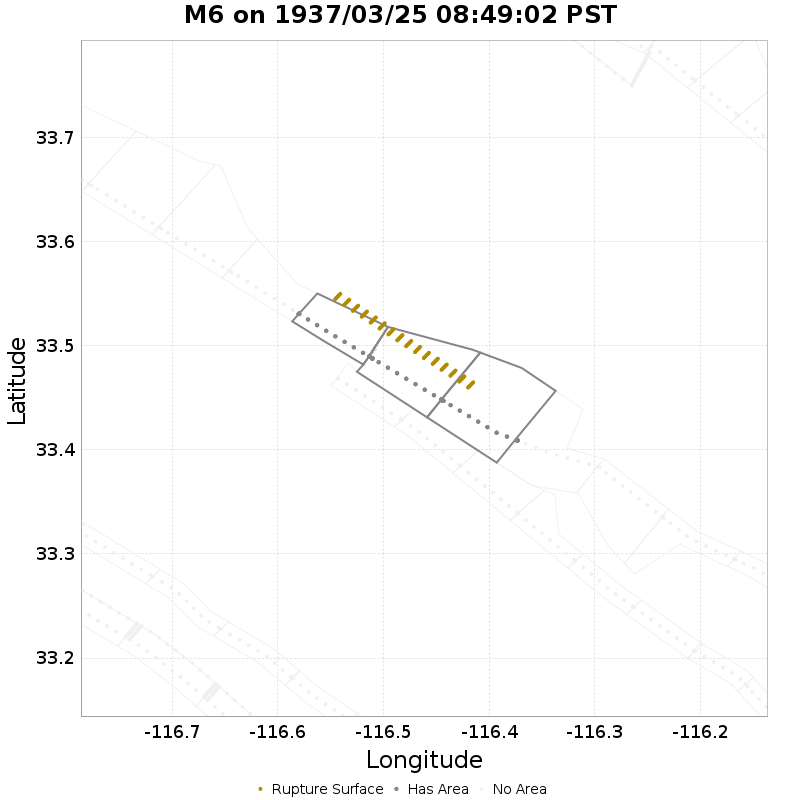 M6 on 1937/03/25 08:49:02 PST
33.7
33.6
33.5
33.4
33.3
33.2
Latitude
-116.7
-116.6
-116.5
-116.4
-116.3
-116.2
Longitude
Rupture Surface
Has Area
No Area